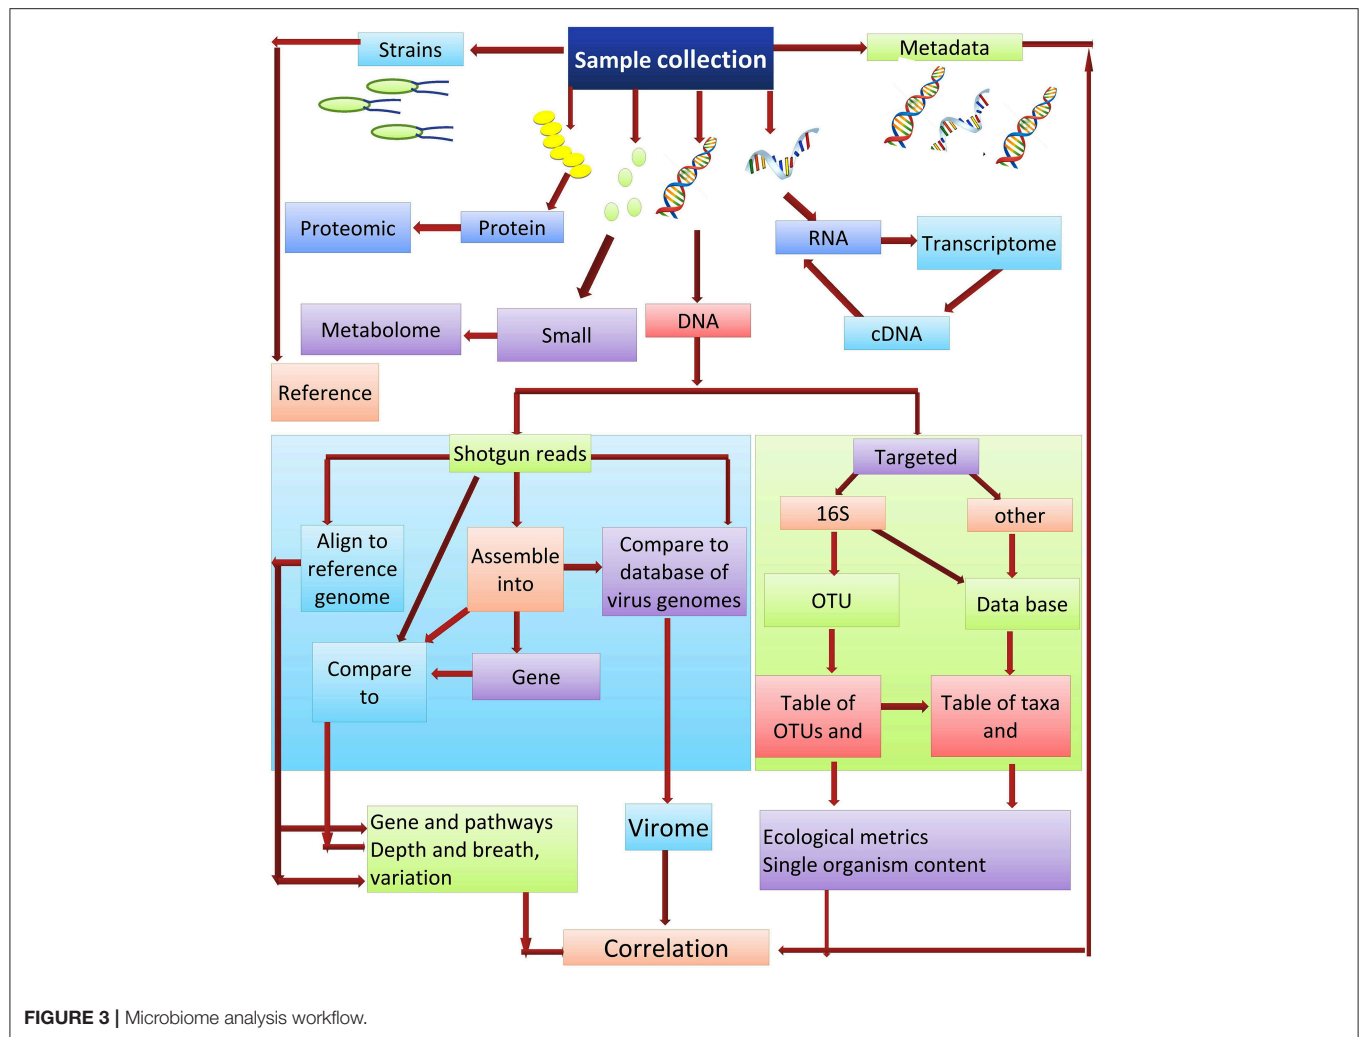 Strains
Sample collection
Metadata
Proteomic
Protein
RNA
Transcriptome
Metabolome
Small
DNA
cDNA
Reference
Shotgun reads
Targeted
16S
other
Align to
reference
genome
Assemble
into
Compare to
database of
virus genomes
OTU
Data base
Compare
to
Gene
Table of
OTUs and
Table of taxa
and
Gene and pathways
Depth and breath,
variation
Virome
Ecological metrics
Single organism content
Correlation
FIGURE 3 | Microbiome analysis workflow.